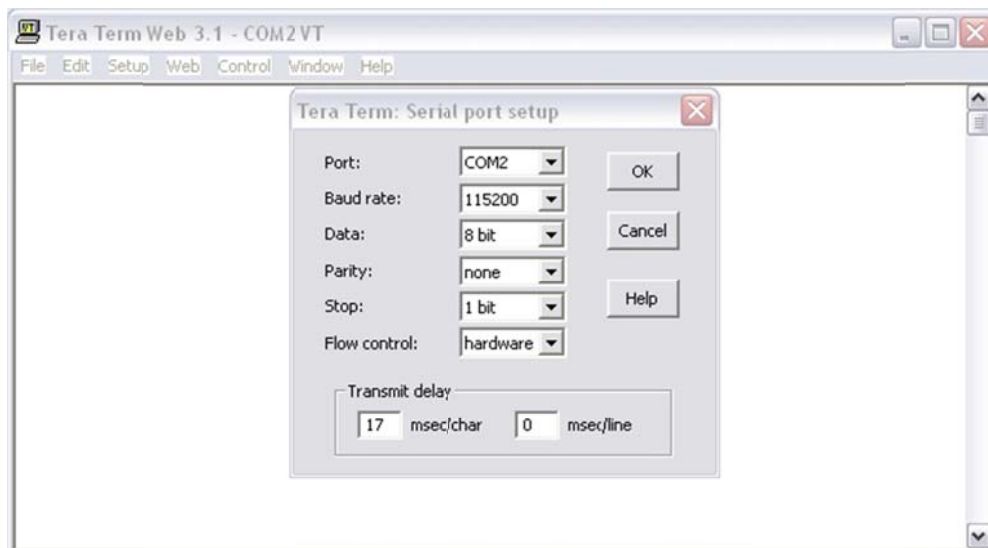 Tera Term Web 3.1 - COM2 VT
File Edit Setup Web Control Window Help
Tera Term: Serial port setup
Port: COM2 OK
Baud rate: 115200
Data: 8 bit Cancel
Parity: none
Stop: 1 bit Help
Flow control: hardware
Transmit delay
17 msec/char 0 msec/line